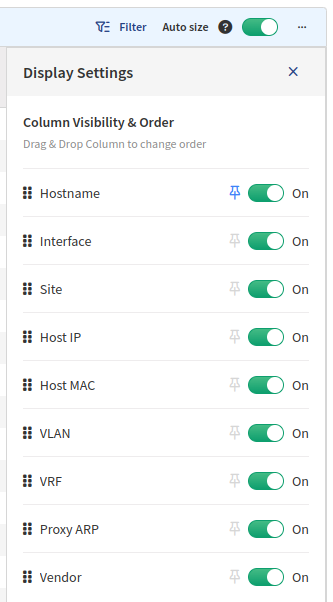 Filter Auto size ? ...
Display Settings
Column Visibility & Order
Drag & Drop Column to change order
Hostname On
Interface On
Site On
Host IP On
Host MAC On
VLAN On
VRF On
Proxy ARP On
Vendor On